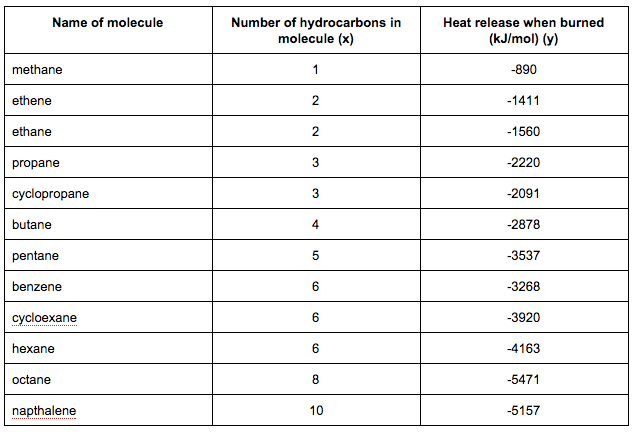 Name of molecule Number of hydrocarbons in molecule (x) Heat release when burned (kJ/mol) (y)
methane 1 -890
ethene 2 -1411
ethane 2 -1560
propane 3 -2220
cyclopropane 3 -2091
butane 4 -2878
pentane 5 -3537
benzene 6 -3268
cycloexane 6 -3920
hexane 6 -4163
octane 8 -5471
napthalene 10 -5157